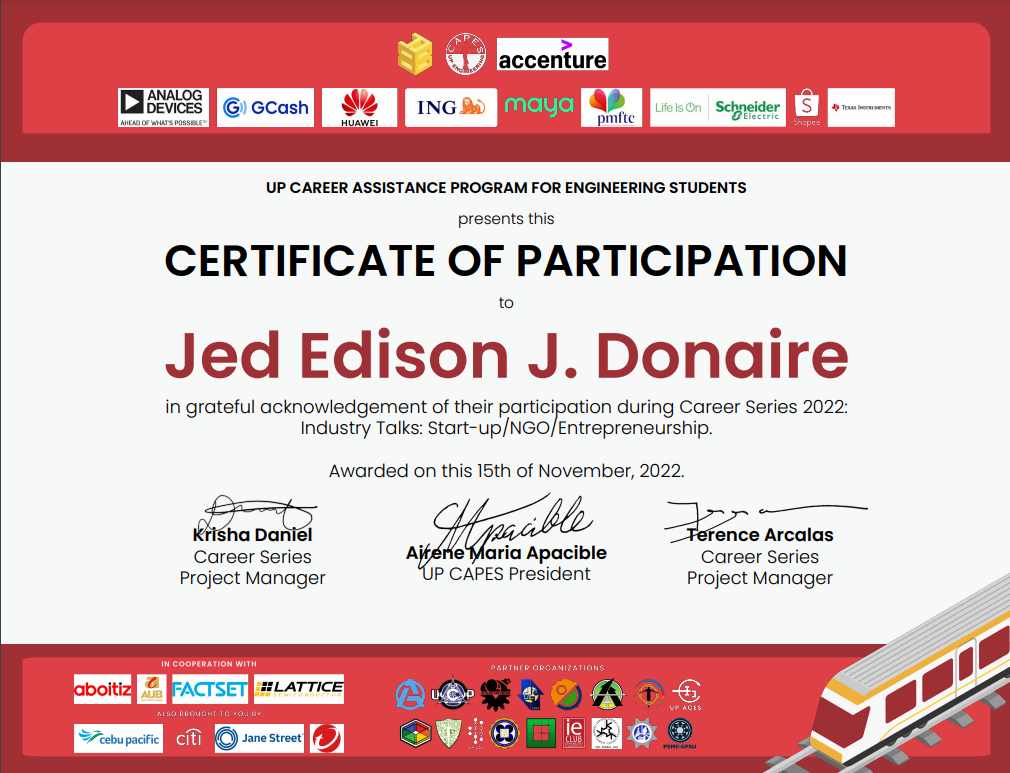 CAPES
UP ENGINEERING
accenture
ANALOG DEVICES
AHEAD OF WHAT'S POSSIBLE™
GCash
HUAWEI
ING
maya
pmftc
Life Is On
Schneider Electric
Shopee
TEXAS INSTRUMENTS
UP CAREER ASSISTANCE PROGRAM FOR ENGINEERING STUDENTS
presents this
CERTIFICATE OF PARTICIPATION
to
Jed Edison J. Donaire
in grateful acknowledgement of their participation during Career Series 2022:
Industry Talks: Start-up/NGO/Entrepreneurship.
Awarded on this 15th of November, 2022.
Krisha Daniel
Career Series
Project Manager
Airene Maria Apacible
UP CAPES President
Terence Arcalas
Career Series
Project Manager
IN COOPERATION WITH
aboitiz
AUB
FACTSET
LATTICE
SEMICONDUCTOR
ALSO BROUGHT TO YOU BY
cebu pacific
citi
Jane Street
PARTNER ORGANIZATIONS
UP ACES
ie
CLUB
PSME-UPSU